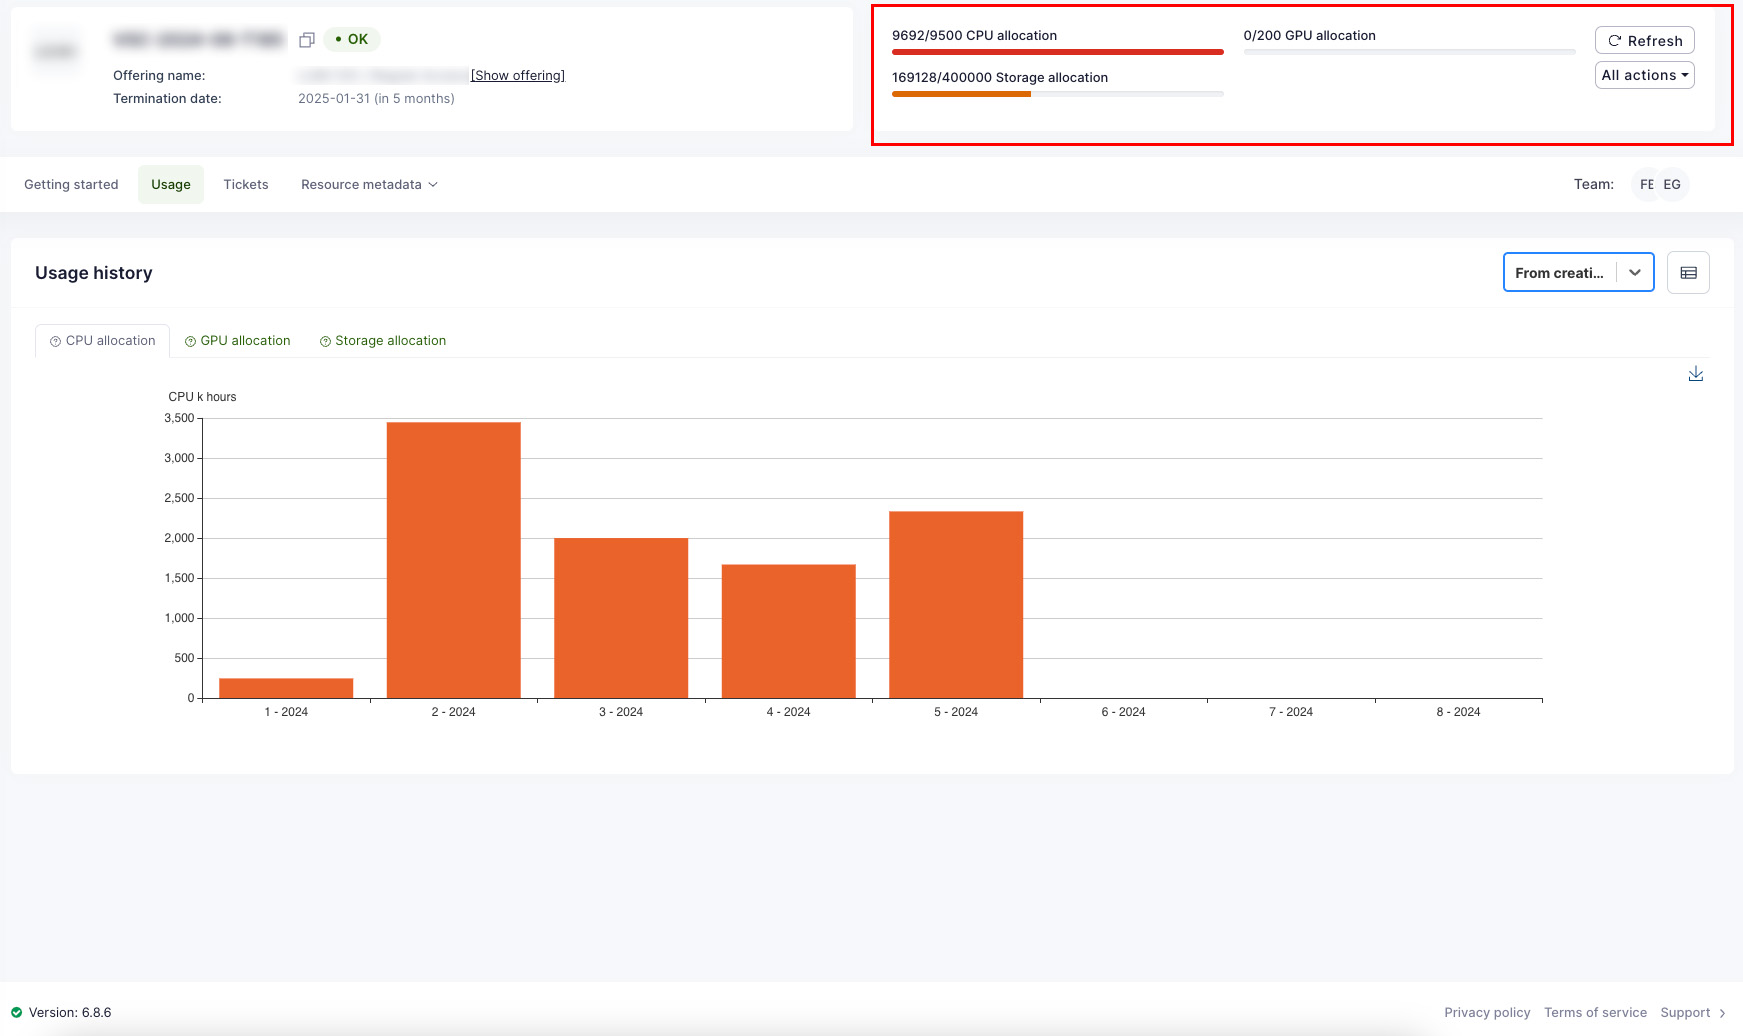 OK
Offering name: [Show offering]
Termination date: 2025-01-31 (in 5 months)
9692/9500 CPU allocation
0/200 GPU allocation
169128/400000 Storage allocation
Refresh
All actions
Getting started Usage Tickets Resource metadata
Team: FE EG
Usage history
From creati...
CPU allocation GPU allocation Storage allocation
CPU k hours
3,500
3,000
2,500
2,000
1,500
1,000
500
0
1 - 2024 2 - 2024 3 - 2024 4 - 2024 5 - 2024 6 - 2024 7 - 2024 8 - 2024
Version: 6.8.6
Privacy policy Terms of service Support